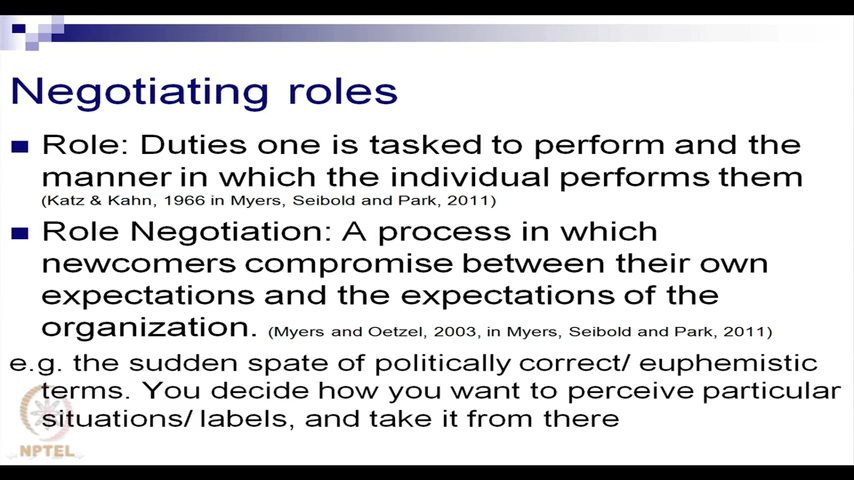 Negotiating roles
Role: Duties one is tasked to perform and the
manner in which the individual performs them
(Katz & Kahn, 1966 in Myers, Seibold and Park, 2011)
Role Negotiation: A process in which
newcomers compromise between their own
expectations and the expectations of the
organization. (Myers and Oetzel, 2003, in Myers, Seibold and Park, 2011)
e.g. the sudden spate of politically correct/ euphemistic
terms. You decide how you want to perceive particular
situations/ labels, and take it from there
NPTEL